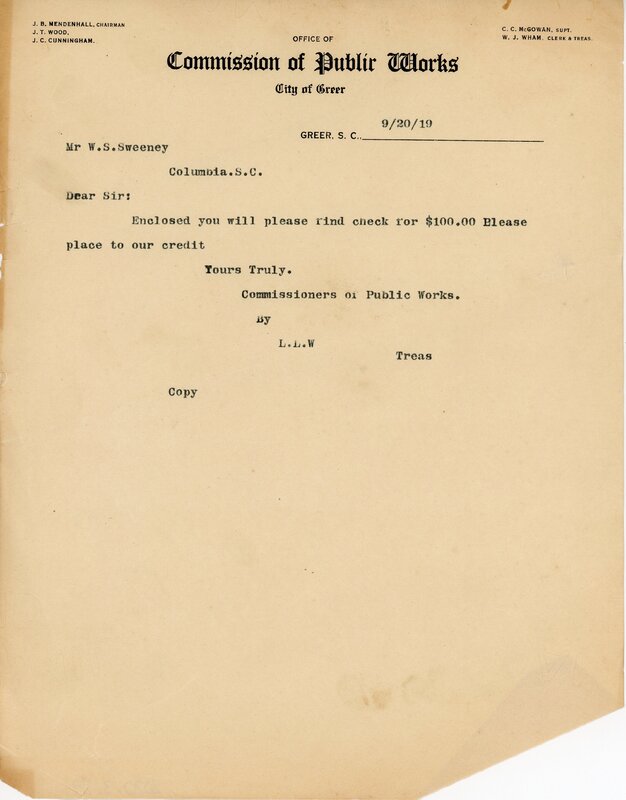 J. B. MENDENHALL, CHAIRMAN
J. T. WOOD,
J. C. CUNNINGHAM.
C. C. McGOWAN, SUPT.
W. J. WHAM, CLERK & TREAS.
OFFICE OF
Commission of Public Works
City of Greer
GREER, S. C., 9/20/19
Mr W.S.Sweeney
Columbia.S.C.
Dear Sir:
Enclosed you will please find check for $100.00 Blease
place to our credit
Yours Truly.
Commissioners of Public Works.
By
L.L.W
Treas
Copy